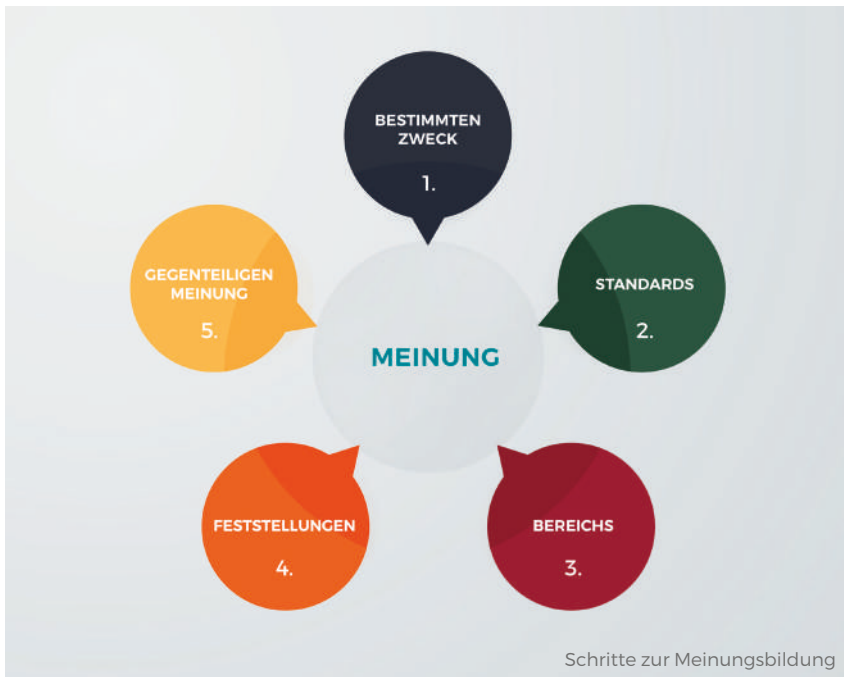 BESTIMMTEN
ZWECK
1.
STANDARDS
2.
BEREICHS
3.
FESTSTELLUNGEN
4.
GEGENTEILIGEN
MEINUNG
5.
MEINUNG
Schritte zur Meinungsbildung